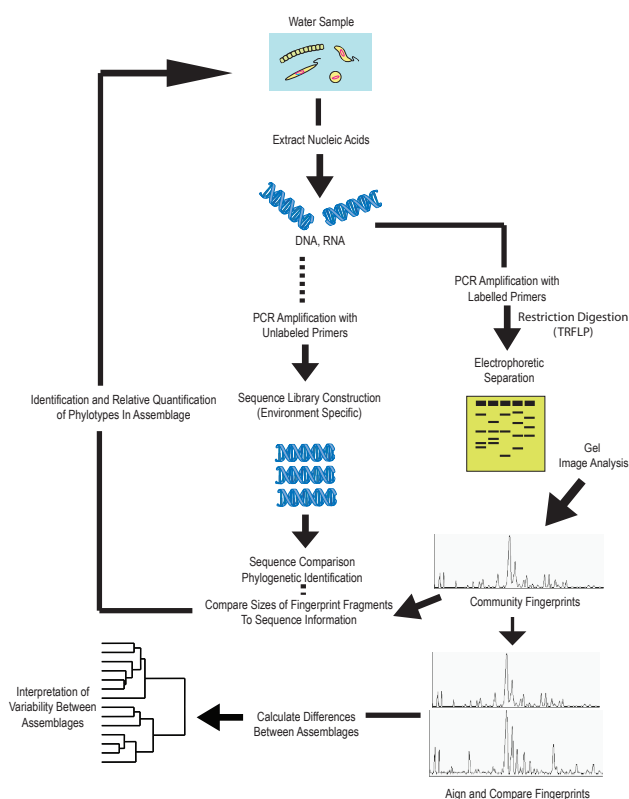 Water Sample
Extract Nucleic Acids
DNA, RNA
PCR Amplification with
Labelled Primers
Restriction Digestion
(TRFLP)
PCR Amplification with
Unlabeled Primers
Electrophoretic
Separation
Identification and Relative Quantification
of Phylotypes In Assemblage
Sequence Library Construction
(Environment Specific)
Gel
Image Analysis
Sequence Comparison
Phylogenetic Identification
Compare Sizes of Fingerprint Fragments
To Sequence Information
Community Fingerprints
Interpretation of
Variability Between
Assemblages
Calculate Differences
Between Assemblages
Aign and Compare Fingerprints